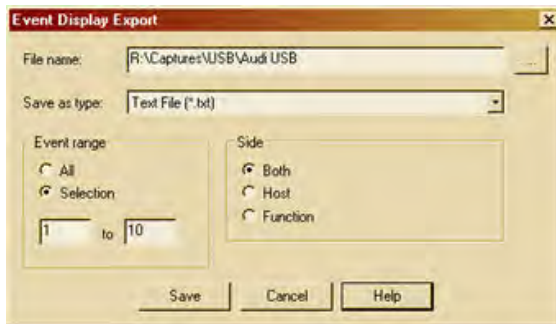 Event Display Export
File name: R:\Captures\USB\Audi USB ...
Save as type: Text File (*.txt)
Event range
All
Selection
1 to 10
Side
Both
Host
Function
Save Cancel Help